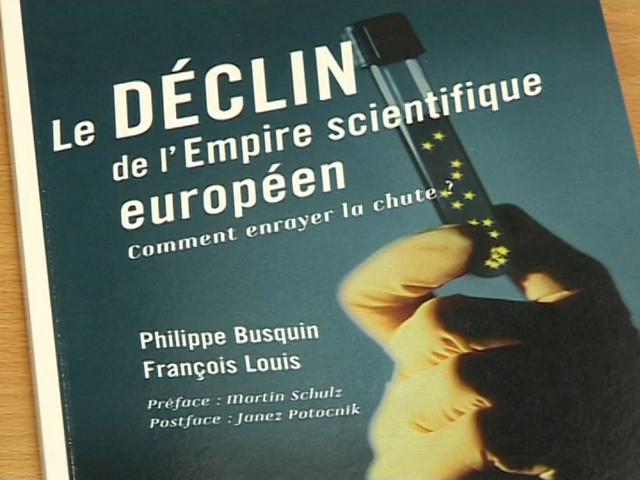 Le DÉCLIN
de l'Empire scientifique
européen
Comment enrayer la chute ?
Philippe Busquin
François Louis
Préface : Martin Schulz
Postface : Janez Potocnik